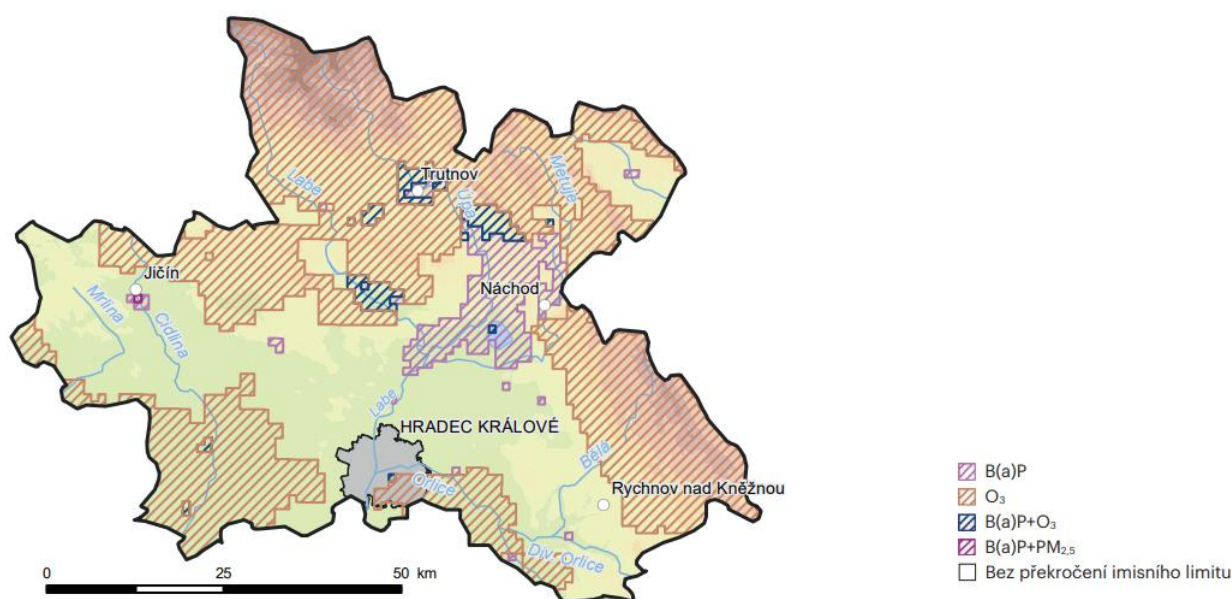 Labe
Trutnov
Úpa
Metuje
Jičín
Mrlina
Cidlina
Náchod
Labe
HRADEC KRÁLOVÉ
Orlice
Bělá
Rychnov nad Kněžnou
Div. Orlice
0 25 50 km
B(a)P
O₃
B(a)P+O₃
B(a)P+PM₂,₅
Bez překročení imisního limitu